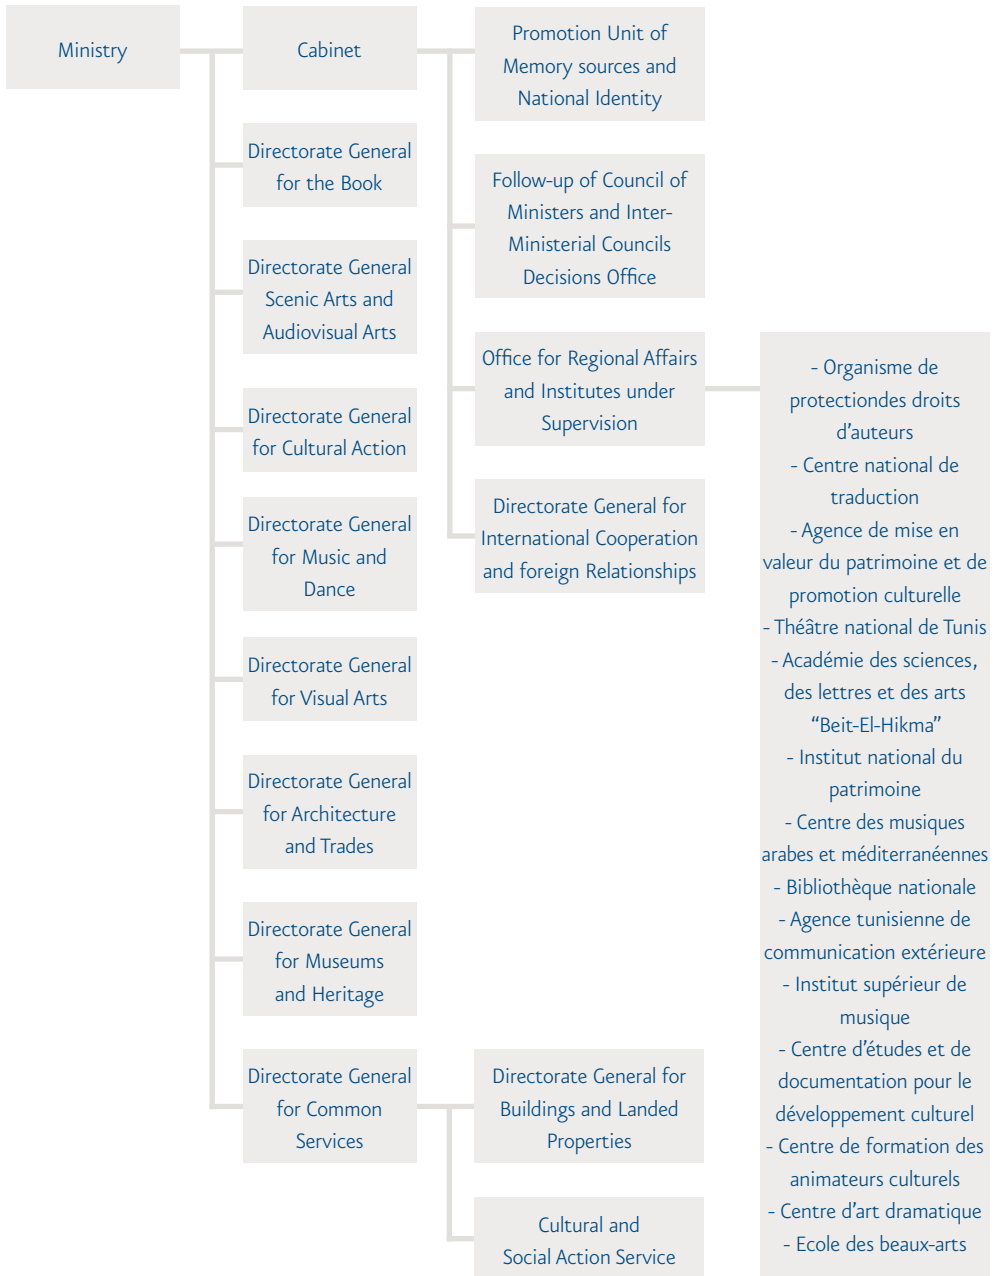 Ministry
Cabinet
Promotion Unit of
Memory sources and
National Identity
Directorate General
for the Book
Follow-up of Council of
Ministers and Inter-
Ministerial Councils
Decisions Office
Directorate General
Scenic Arts and
Audiovisual Arts
Office for Regional Affairs
and Institutes under
Supervision
Directorate General
for Cultural Action
Directorate General for
International Cooperation
and foreign Relationships
Directorate General
for Music and
Dance
Directorate General
for Visual Arts
Directorate General
for Architecture
and Trades
Directorate General
for Museums
and Heritage
Directorate General
for Common
Services
Directorate General for
Buildings and Landed
Properties
Cultural and
Social Action Service
- Organisme de
protectiondes droits
d’auteurs
- Centre national de
traduction
- Agence de mise en
valeur du patrimoine et de
promotion culturelle
- Théâtre national de Tunis
- Académie des sciences,
des lettres et des arts
“Beit-El-Hikma”
- Institut national du
patrimoine
- Centre des musiques
arabes et méditerranéennes
- Bibliothèque nationale
- Agence tunisienne de
communication extérieure
- Institut supérieur de
musique
- Centre d’études et de
documentation pour le
développement culturel
- Centre de formation des
animateurs culturels
- Centre d’art dramatique
- Ecole des beaux-arts